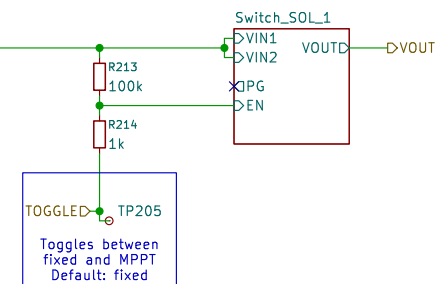 Switch_SOL_1
VIN1
VOUT
VOUT
VIN2
R213
100k
PG
EN
R214
1k
TOGGLE
TP205
Toggles between
fixed and MPPT
Default: fixed